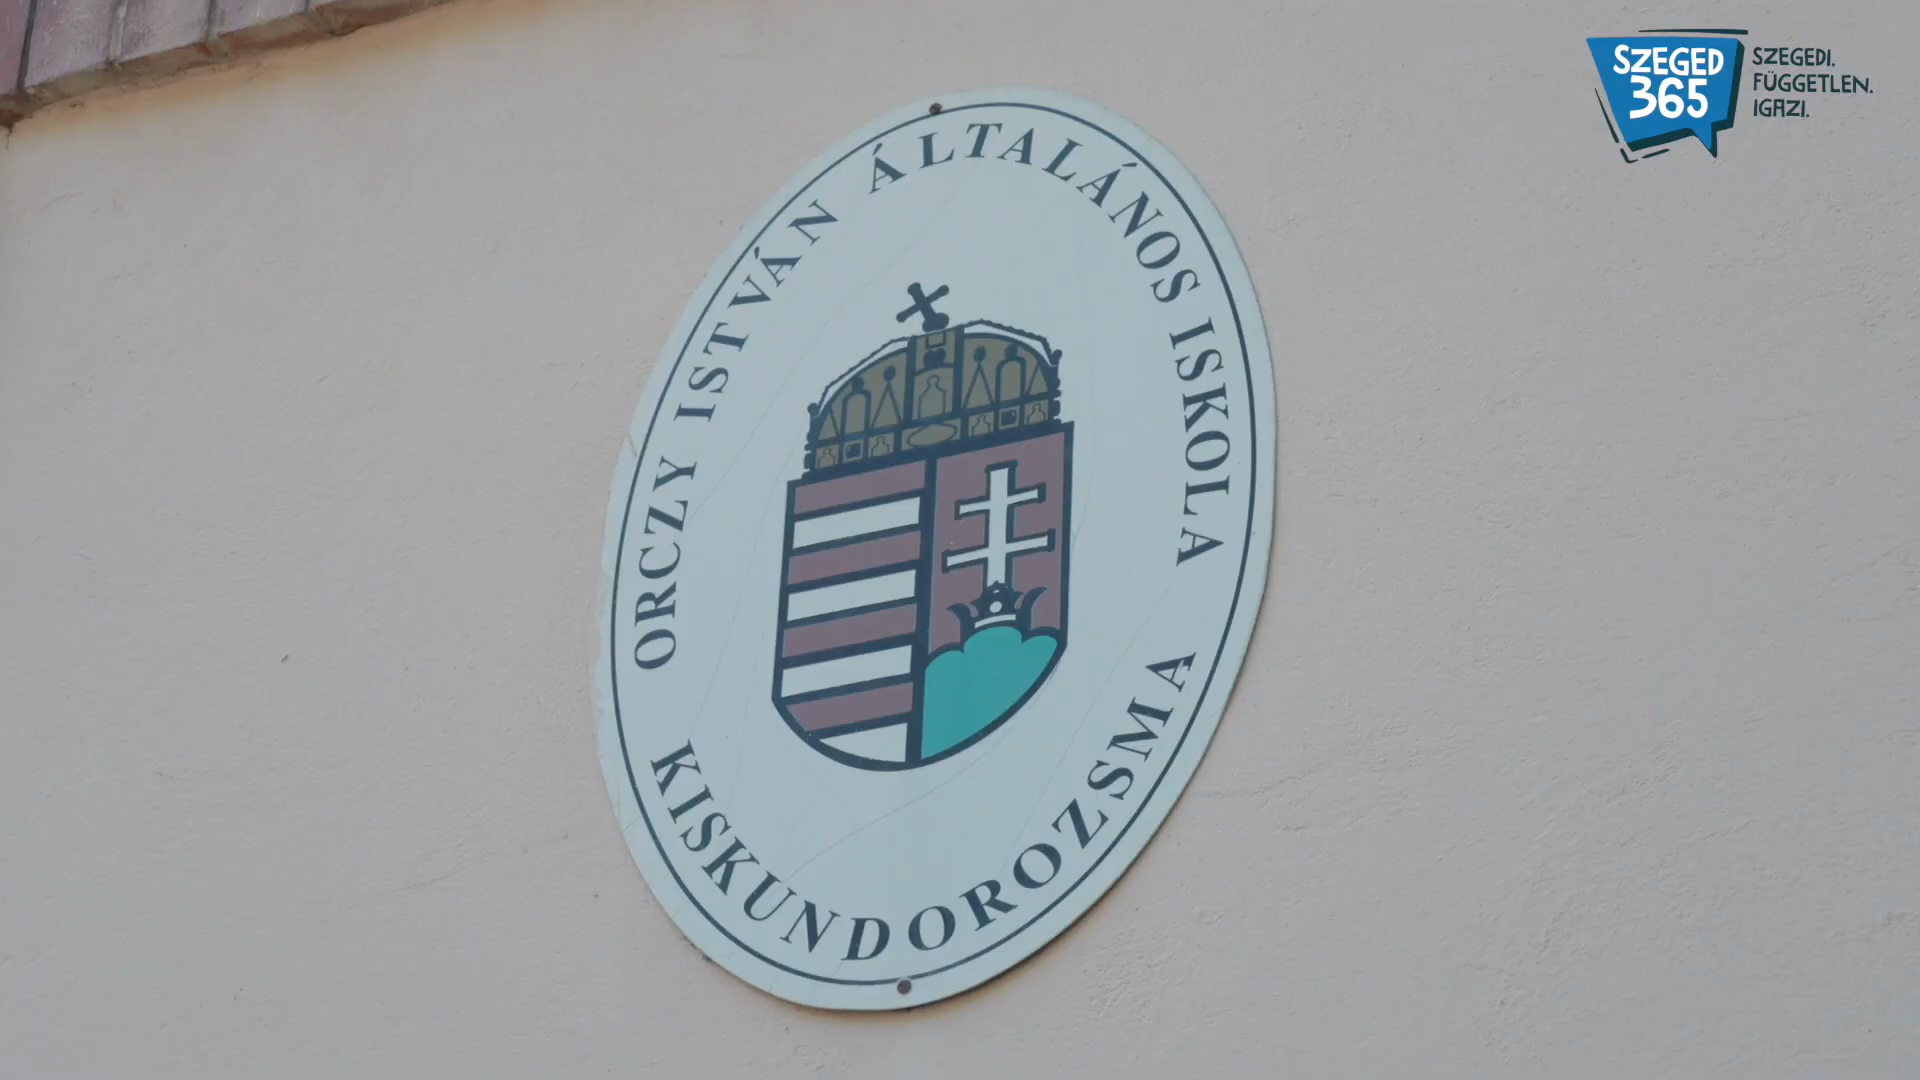 ORCZY ISTVÁN ÁLTALÁNOS ISKOLA
KISKUNDOROZSMA
SZEGED
365
SZEGEDI.
FÜGGETLEN.
IGAZI.